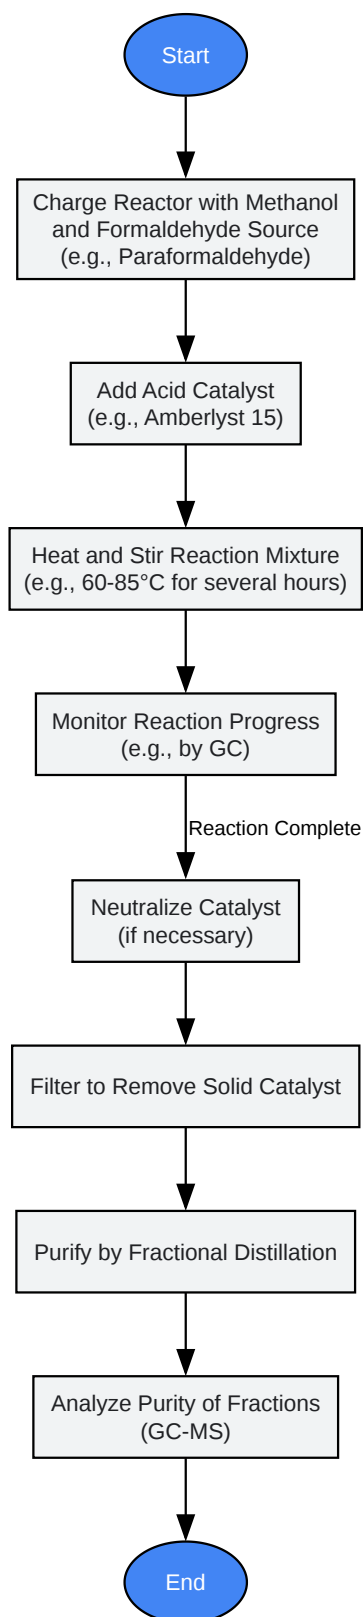 Start
Charge Reactor with Methanol
and Formaldehyde Source
(e.g., Paraformaldehyde)
Add Acid Catalyst
(e.g., Amberlyst 15)
Heat and Stir Reaction Mixture
(e.g., 60-85°C for several hours)
Monitor Reaction Progress
(e.g., by GC)
Reaction Complete
Neutralize Catalyst
(if necessary)
Filter to Remove Solid Catalyst
Purify by Fractional Distillation
Analyze Purity of Fractions
(GC-MS)
End